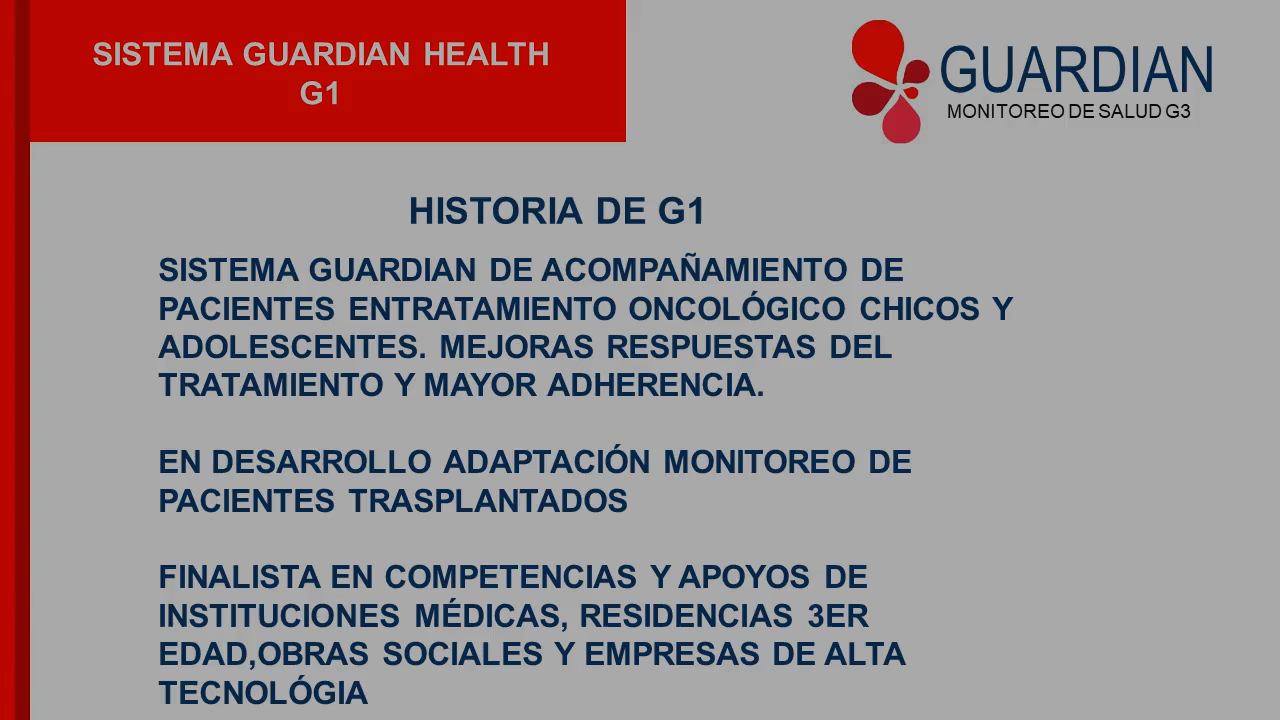 SISTEMA GUARDIAN HEALTH
G1
GUARDIAN
MONITOREO DE SALUD G3
HISTORIA DE G1
SISTEMA GUARDIAN DE ACOMPAÑAMIENTO DE
PACIENTES ENTRATAMIENTO ONCOLÓGICO CHICOS Y
ADOLESCENTES. MEJORAS RESPUESTAS DEL
TRATAMIENTO Y MAYOR ADHERENCIA.
EN DESARROLLO ADAPTACIÓN MONITOREO DE
PACIENTES TRASPLANTADOS
FINALISTA EN COMPETENCIAS Y APOYOS DE
INSTITUCIONES MÉDICAS, RESIDENCIAS 3ER
EDAD,OBRAS SOCIALES Y EMPRESAS DE ALTA
TECNOLÓGIA